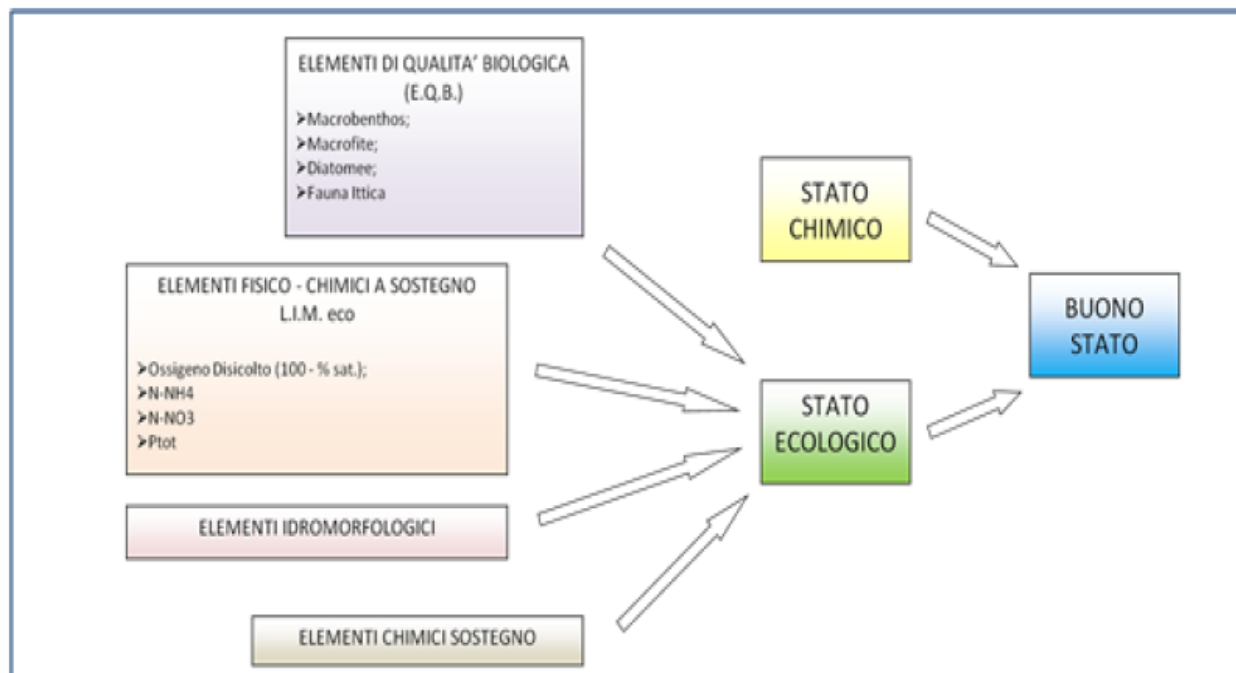 ELEMENTI DI QUALITA' BIOLOGICA
(E.Q.B.)
➢Macrobenthos;
➢Macrofite;
➢Diatomee;
➢Fauna Ittica
ELEMENTI FISICO - CHIMICI A SOSTEGNO
L.I.M. eco
➢Ossigeno Disicolto (100 - % sat.);
➢N-NH4
➢N-NO3
➢Ptot
ELEMENTI IDROMORFOLOGICI
ELEMENTI CHIMICI SOSTEGNO
STATO
CHIMICO
STATO
ECOLOGICO
BUONO
STATO